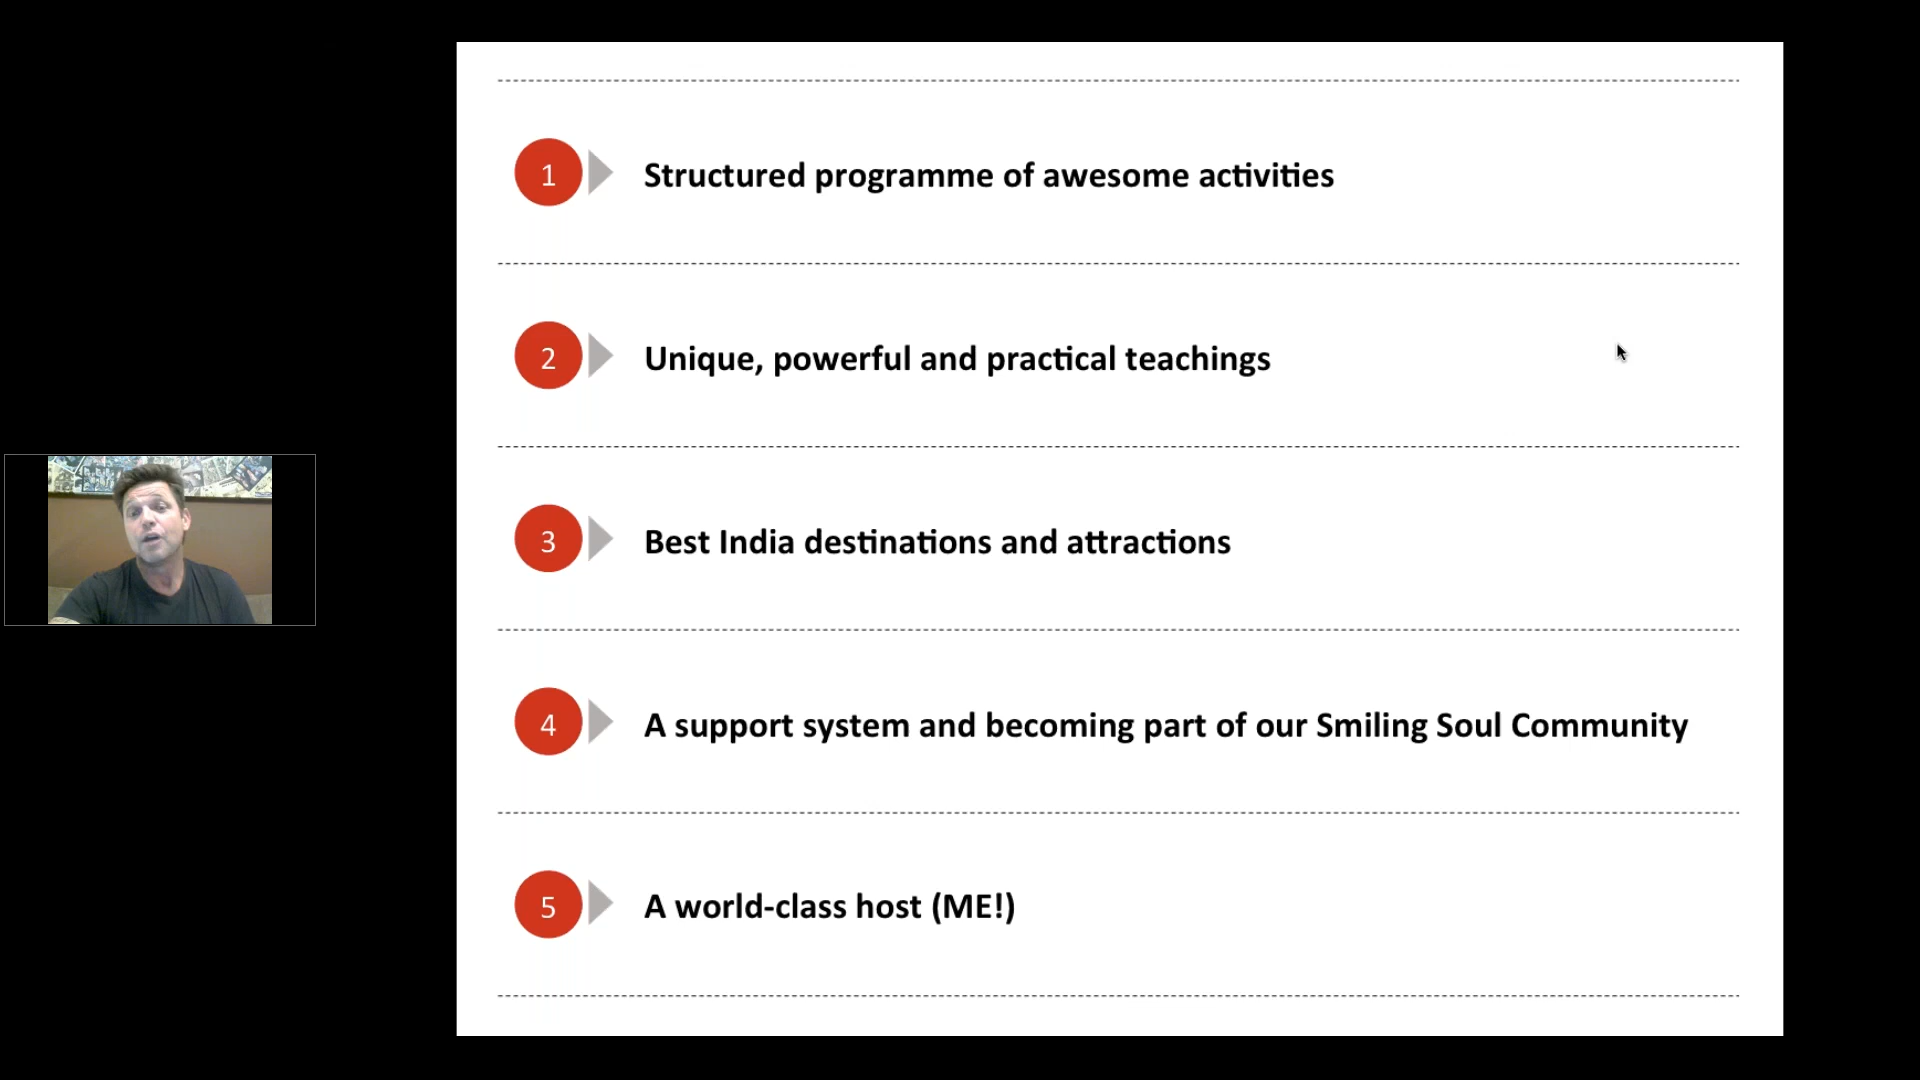 1 Structured programme of awesome activities
2 Unique, powerful and practical teachings
3 Best India destinations and attractions
4 A support system and becoming part of our Smiling Soul Community
5 A world-class host (ME!)